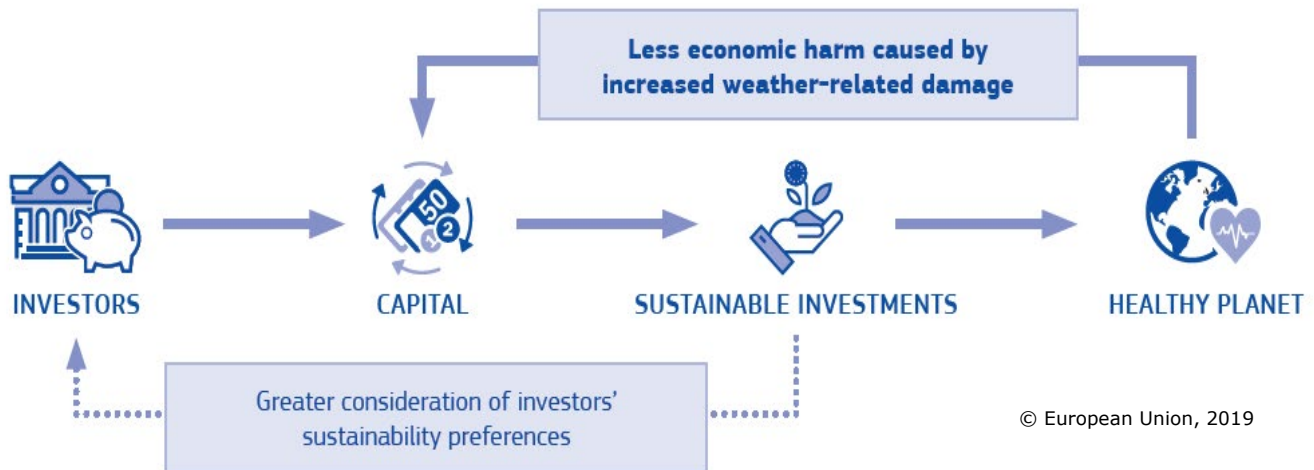 Less economic harm caused by
increased weather-related damage
50
1
2
INVESTORS
CAPITAL
SUSTAINABLE INVESTMENTS
HEALTHY PLANET
Greater consideration of investors'
sustainability preferences
© European Union, 2019